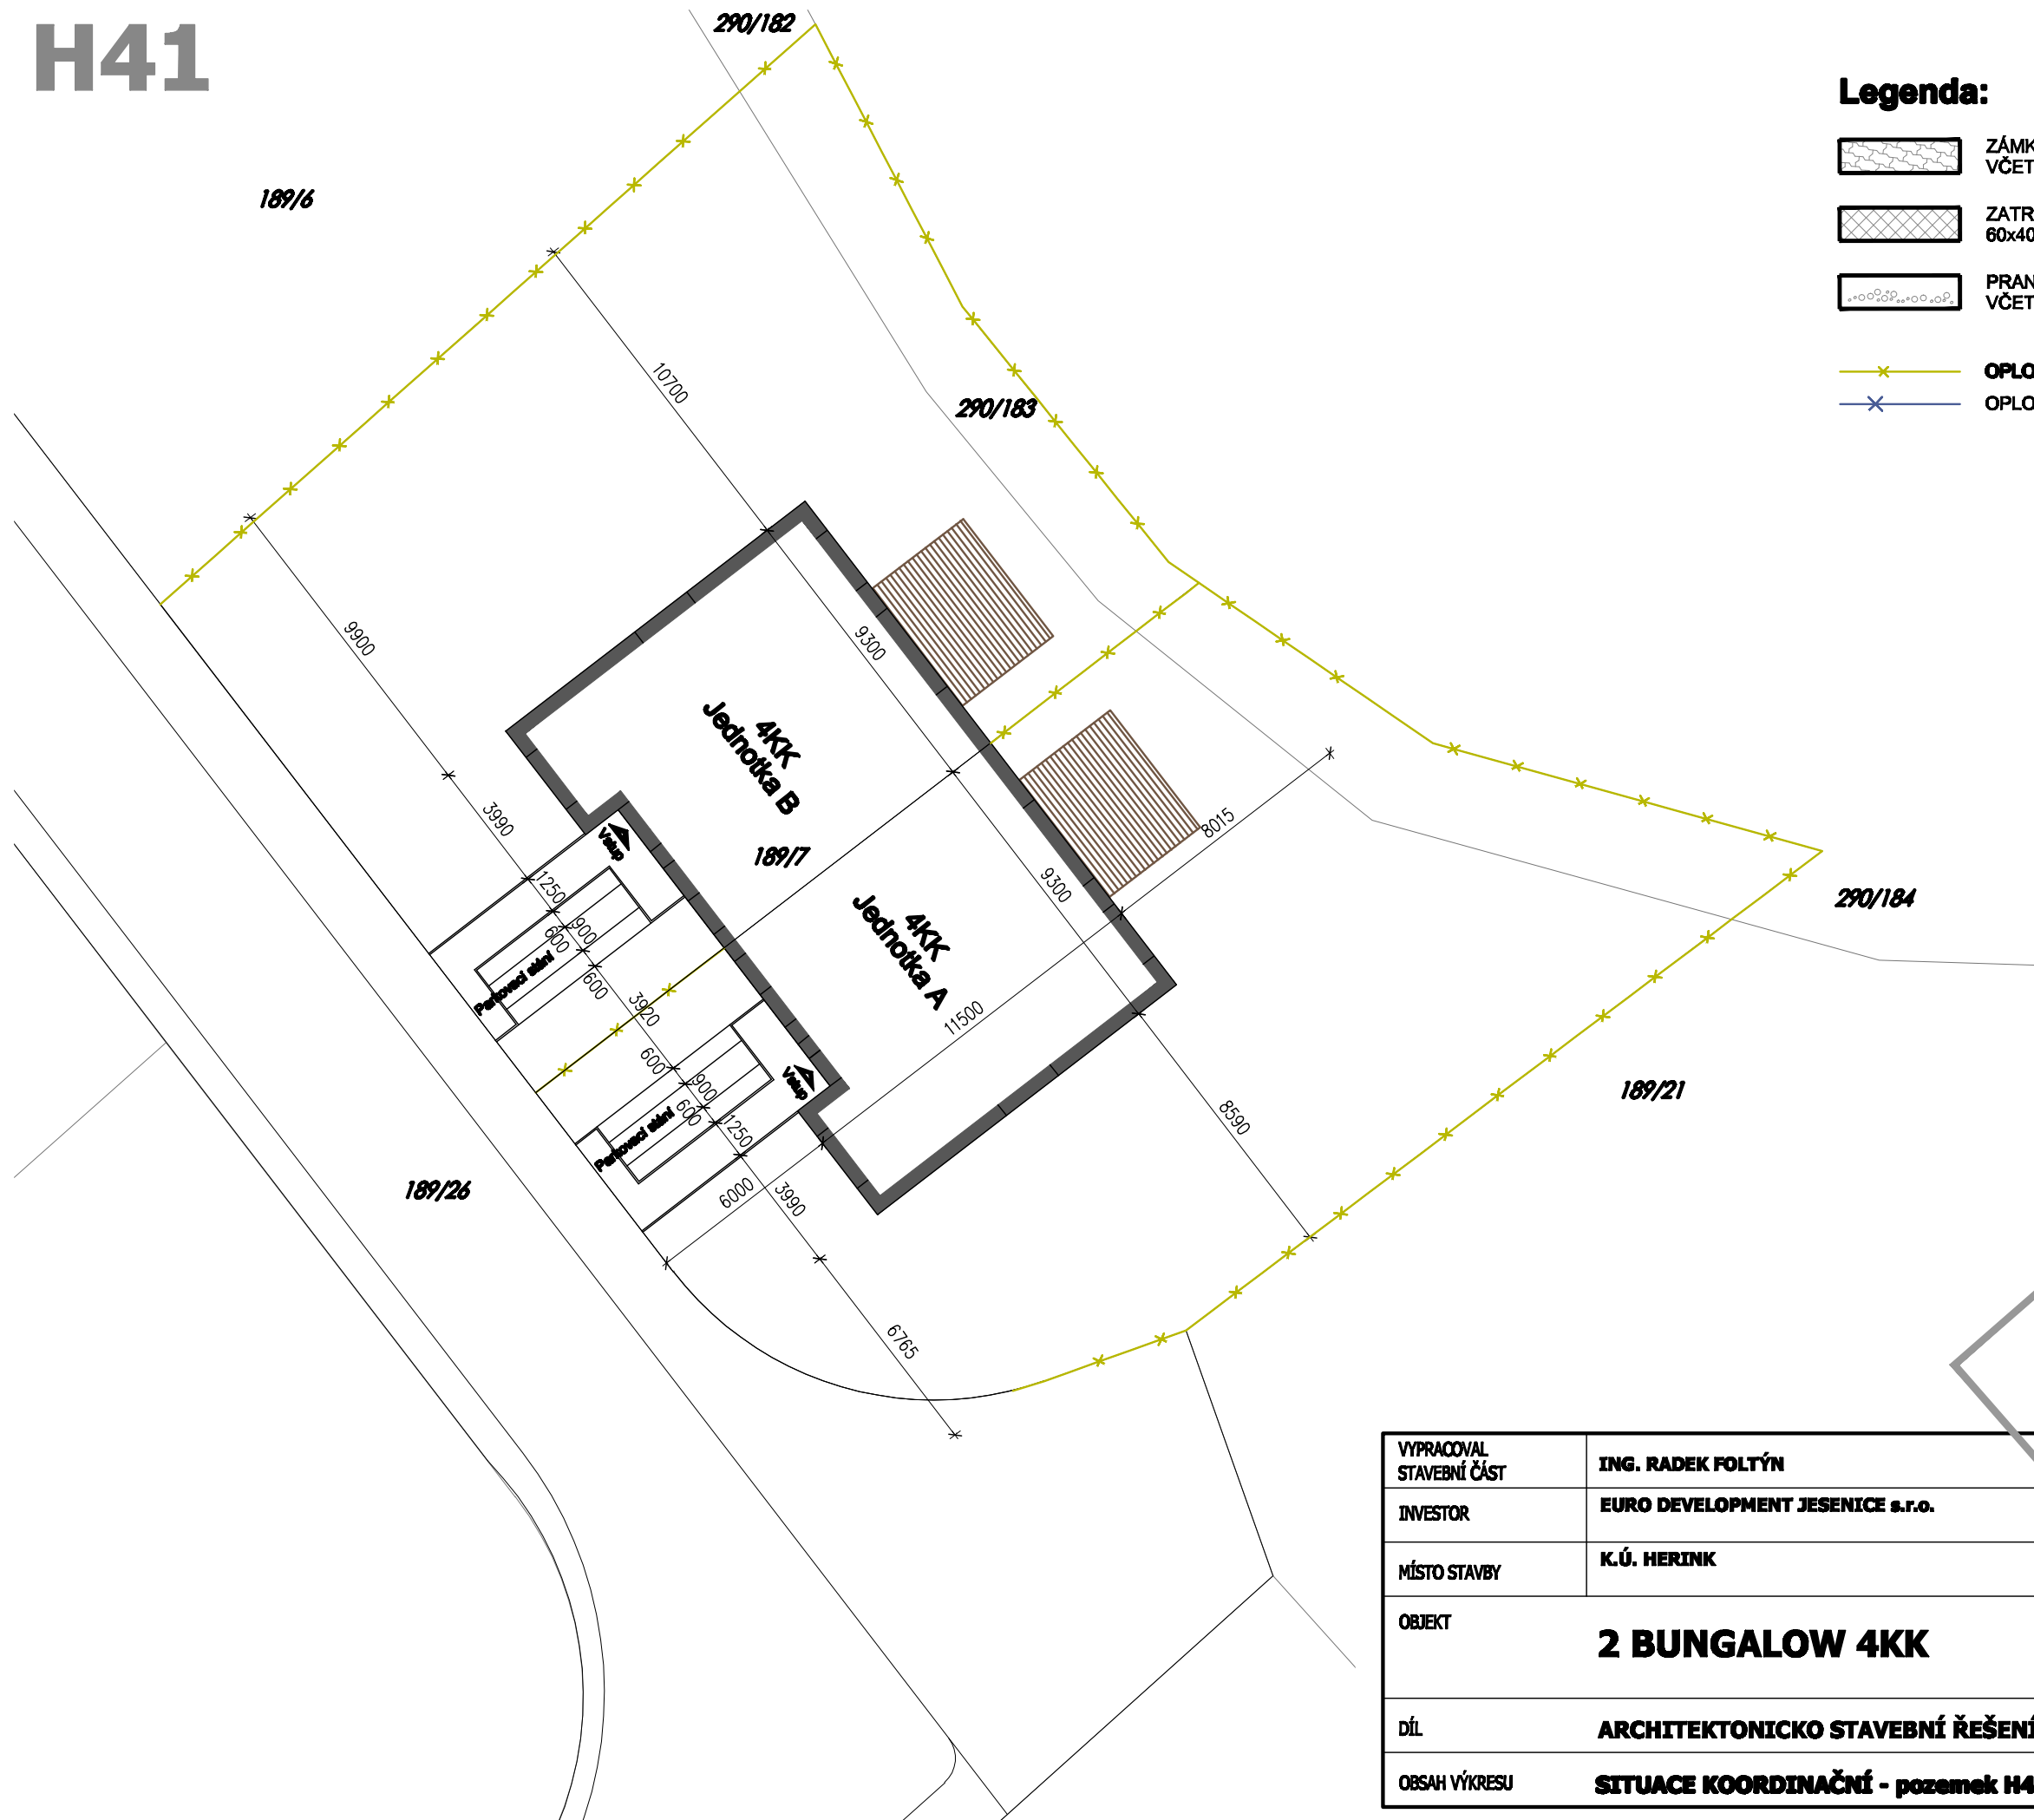 H41
290/182
189/6
Legenda:
ZÁMK
VČET
ZATR
60x40
PRAN
VČET
OPLO
OPLO
10700
290/183
9900
9300
4KK
Jednotka B
3990
Vstup
189/7
8015
1250
900
600
600
Parkovací stání
9300
4KK
Jednotka A
290/184
3920
11500
600
900
600
1250
Vstup
Parkovací stání
189/21
8590
189/26
6000
3990
6765
VYPRACOVAL
STAVEBNÍ ČÁST
ING. RADEK FOLTÝN
INVESTOR
EURO DEVELOPMENT JESENICE s.r.o.
MÍSTO STAVBY
K.Ú. HERINK
OBJEKT
2 BUNGALOW 4KK
DÍL
ARCHITEKTONICKO STAVEBNÍ ŘEŠENÍ
OBSAH VÝKRESU
SITUACE KOORDINAČNÍ - pozemek H4